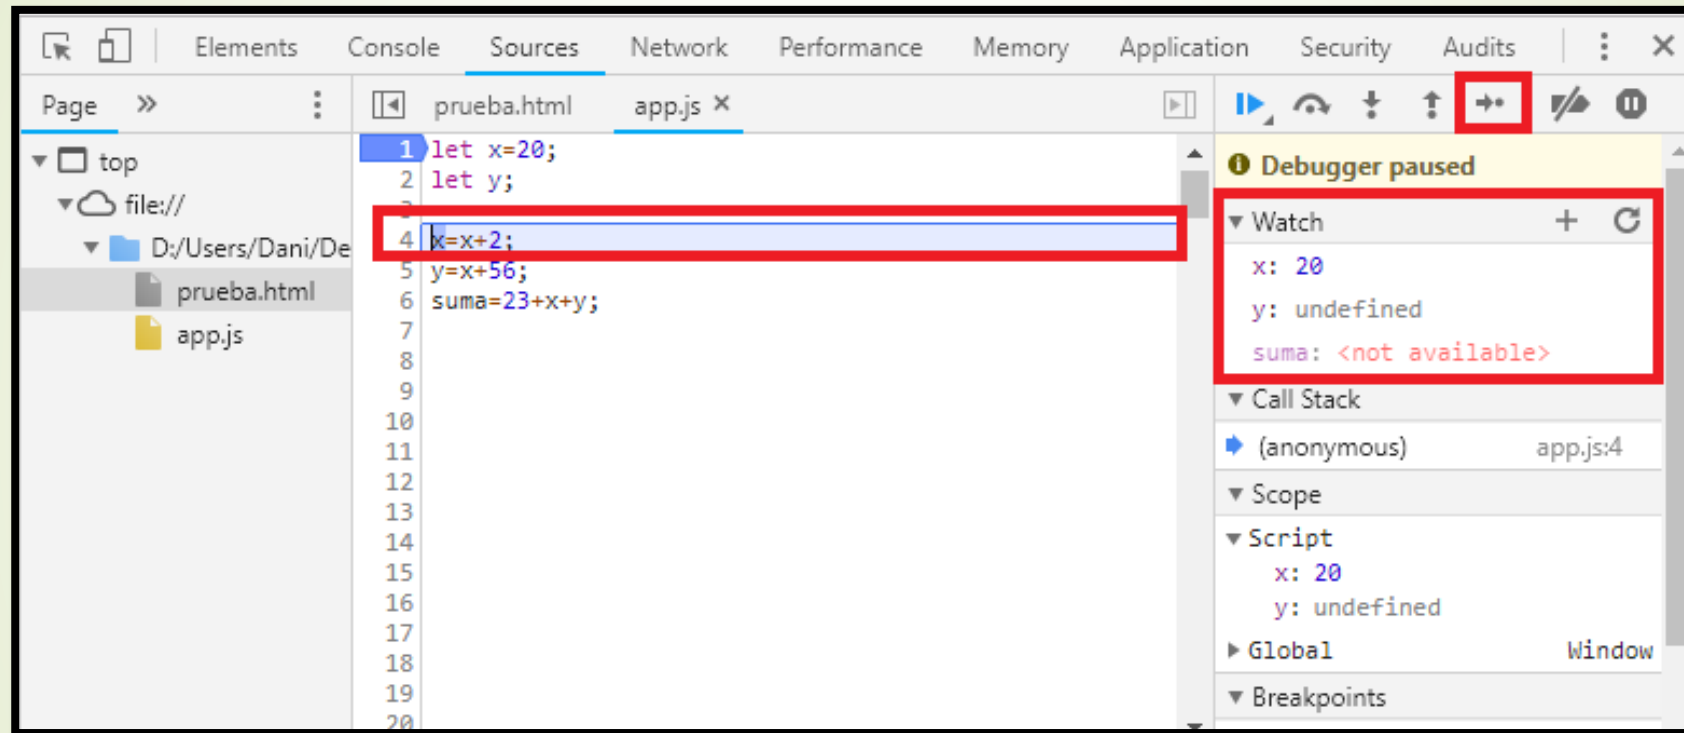 Elements Console Sources Network Performance Memory Application Security Audits
Page
prueba.html app.js
top
file://
D:/Users/Dani/De
prueba.html
app.js
1 let x=20;
2 let y;
3
4 x=x+2;
5 y=x+56;
6 suma=23+x+y;
7
8
9
10
11
12
13
14
15
16
17
18
19
20
Debugger paused
Watch
x: 20
y: undefined
suma: <not available>
Call Stack
(anonymous) app.js:4
Scope
Script
x: 20
y: undefined
Global Window
Breakpoints